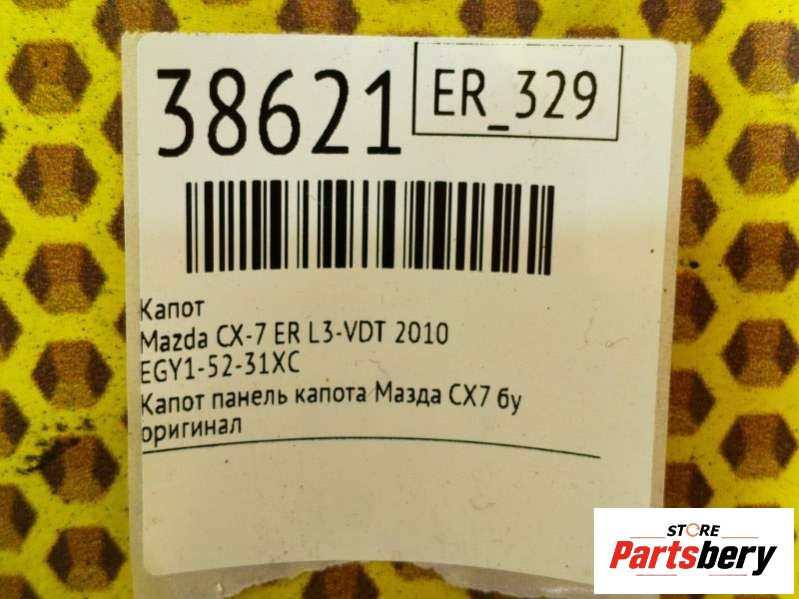 38621
ER_329
Капот
Mazda CX-7 ER L3-VDT 2010
EGY1-52-31XC
Капот панель капота Мазда СХ7 бу
оригинал
STORE
Partsbery